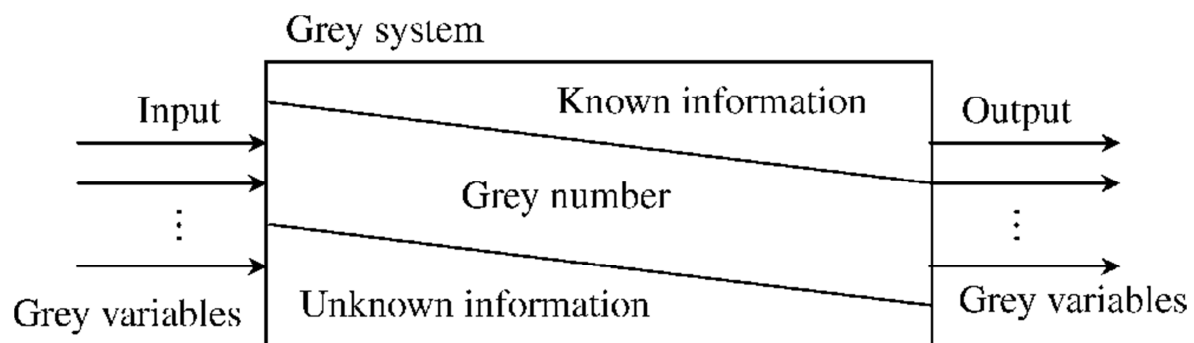 Grey system
Input
Known information
Output
Grey number
Grey variables
Unknown information
Grey variables